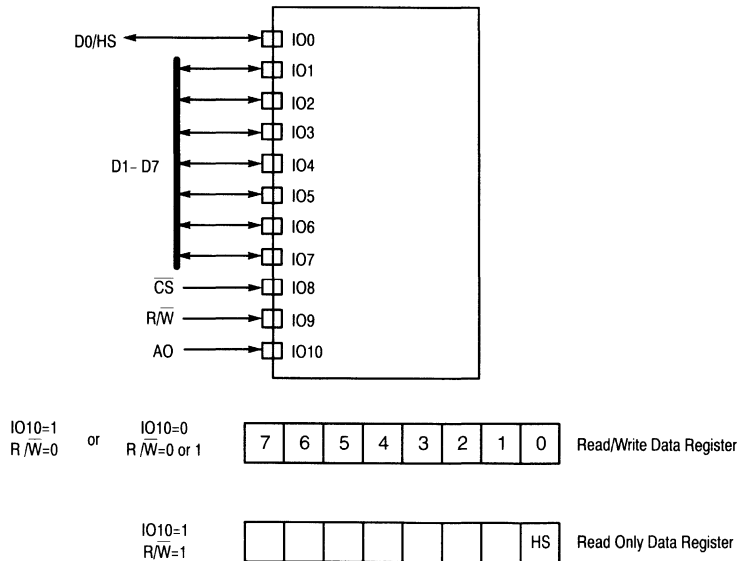 D0/HS
IO0
IO1
IO2
IO3
D1– D7
IO4
IO5
IO6
IO7
CS
IO8
R/W
IO9
AO
IO10
IO10=1
R /W=0
or
IO10=0
R /W=0 or 1
7 6 5 4 3 2 1 0
Read/Write Data Register
IO10=1
R/W=1
HS
Read Only Data Register